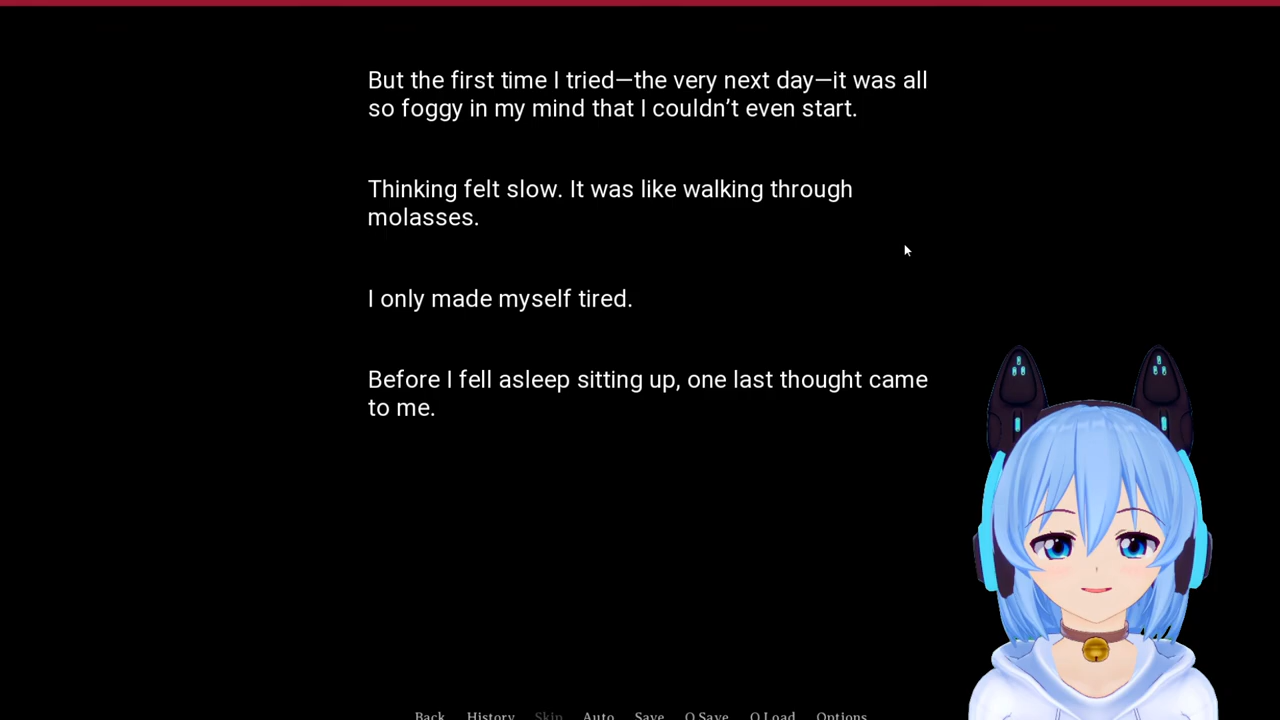 But the first time I tried—the very next day—it was all
so foggy in my mind that I couldn’t even start.
Thinking felt slow. It was like walking through
molasses.
I only made myself tired.
Before I fell asleep sitting up, one last thought came
to me.
Back History Skip Auto Save Q.Save Q.Load Options